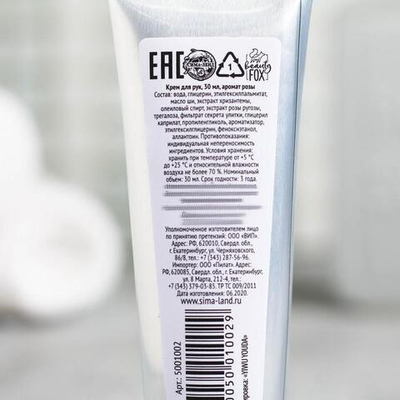 EAC СИМА-ЛЕНД 1 Beauty FOX
Крем для рук, 30 мл, аромат розы
Состав: вода, глицерин, этилгексилпальмитат,
масло ши, экстракт хризантемы,
олеиловый спирт, экстракт розы ругозы,
трегалоза, фильтрат секрета улитки, глицерил
каприлат, пропиленгликоль, ароматизатор,
этилгексилглицерин, феноксиэтанол,
аллантоин. Противопоказания:
индивидуальная непереносимость
ингредиентов. Условия хранения:
хранить при температуре от +5 °С
до +25 °С и относительной влажности
воздуха не более 70 %. Номинальный
объем: 30 мл. Срок годности: 3 года.
Уполномоченное изготовителем лицо
по принятию претензий: ООО «ВИП»
Адрес: РФ, 620010, Свердл. обл.,
г. Екатеринбург, ул. Черняховского,
86/8, тел.: +7 (343) 287-56-96.
Импортер: ООО «Пилат» Адрес: РФ,
620085, Свердл. обл., г. Екатеринбург,
ул. 8 Марта, 212-4, тел.:
+7 (343) 379-03-85. ТР ТС 009/2011
Дата изготовления: 06.2020.
www.sima-land.ru
Арт.: 5001002
0050010029
ировка: «YIWU YOUDA»